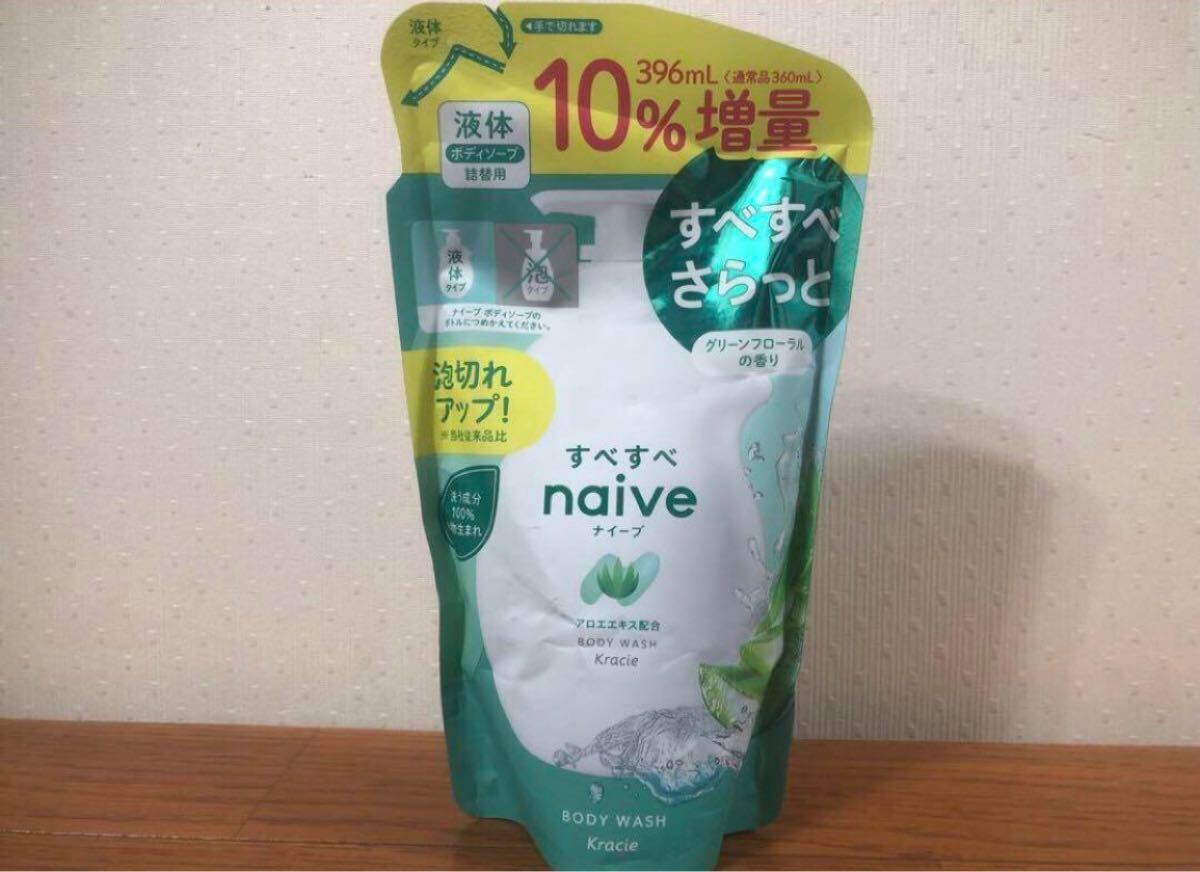 液体
タイプ
◀手で切れます
396mL〈通常品360mL〉
10%増量
液体
ボディソープ
詰替用
すべすべ
さらっと
グリーンフローラル
の香り
液体
タイプ
泡
タイプ
ナイーブ ボディソープの
ボトルにつめかえてください。
泡切れ
アップ!
※当社従来品比
洗う成分
100%
物生まれ
すべすべ
naive
ナイーブ
アロエエキス配合
BODY WASH
Kracie
BODY WASH
Kracie